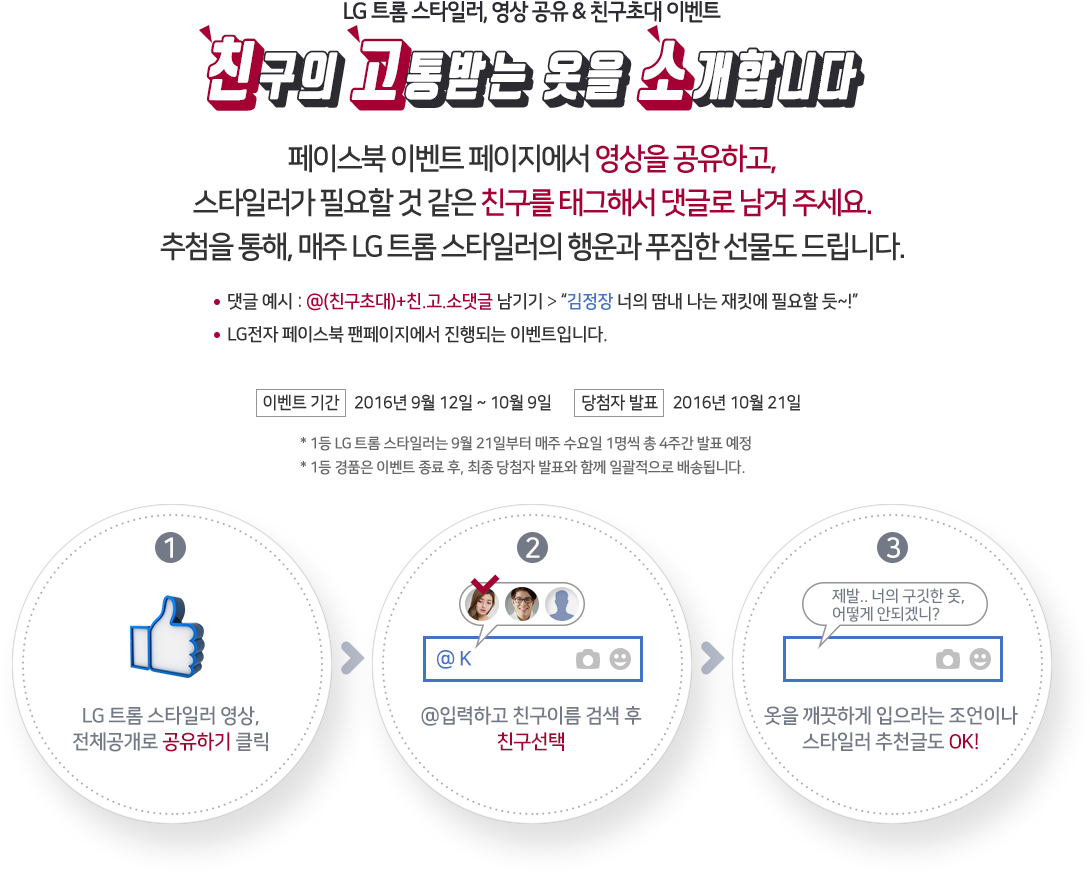 LG 트롬 스타일러, 영상 공유 & 친구초대 이벤트
친구의 고통받는 옷을 소개합니다
페이스북 이벤트 페이지에서 영상을 공유하고,
스타일러가 필요할 것 같은 친구를 태그해서 댓글로 남겨 주세요.
추첨을 통해, 매주 LG 트롬 스타일러의 행운과 푸짐한 선물도 드립니다.
• 댓글 예시 : @(친구초대)+친.고.소댓글 남기기 > “김정장 너의 땀내 나는 재킷에 필요할 듯~!”
• LG전자 페이스북 팬페이지에서 진행되는 이벤트입니다.
이벤트 기간 2016년 9월 12일 ~ 10월 9일 당첨자 발표 2016년 10월 21일
* 1등 LG 트롬 스타일러는 9월 21일부터 매주 수요일 1명씩 총 4주간 발표 예정
* 1등 경품은 이벤트 종료 후, 최종 당첨자 발표와 함께 일괄적으로 배송됩니다.
1
LG 트롬 스타일러 영상,
전체공개로 공유하기 클릭
2
@ K
@입력하고 친구이름 검색 후
친구선택
3
제발.. 너의 구깃한 옷,
어떻게 안되겠니?
옷을 깨끗하게 입으라는 조언이나
스타일러 추천글도 OK!